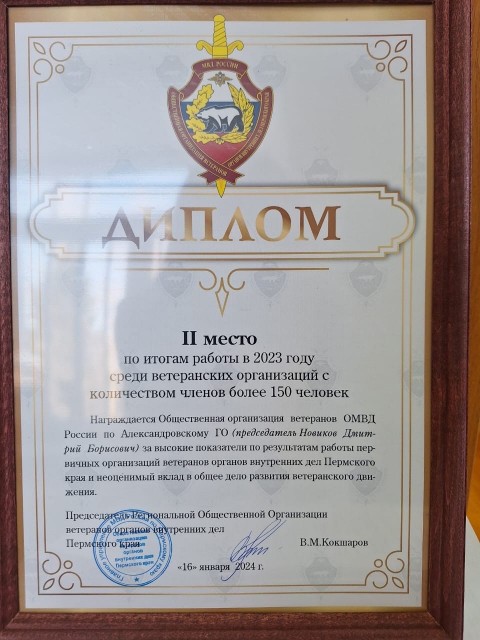 МВД РОССИИ
ДИПЛОМ
II место
по итогам работы в 2023 году
среди ветеранских организаций с
количеством членов более 150 человек
Награждается Общественная организация ветеранов ОМВД
России по Александровскому ГО (председатель Новиков Дмит-
рий Борисович) за высокие показатели по результатам работы пер-
вичных организаций ветеранов органов внутренних дел Пермского
края и неоценимый вклад в общее дело развития ветеранского дви-
жения.
Председатель Региональной Общественной Организации
ветеранов органов внутренних дел
Пермского края
В.М.Кокшаров
«16» января 2024 г.